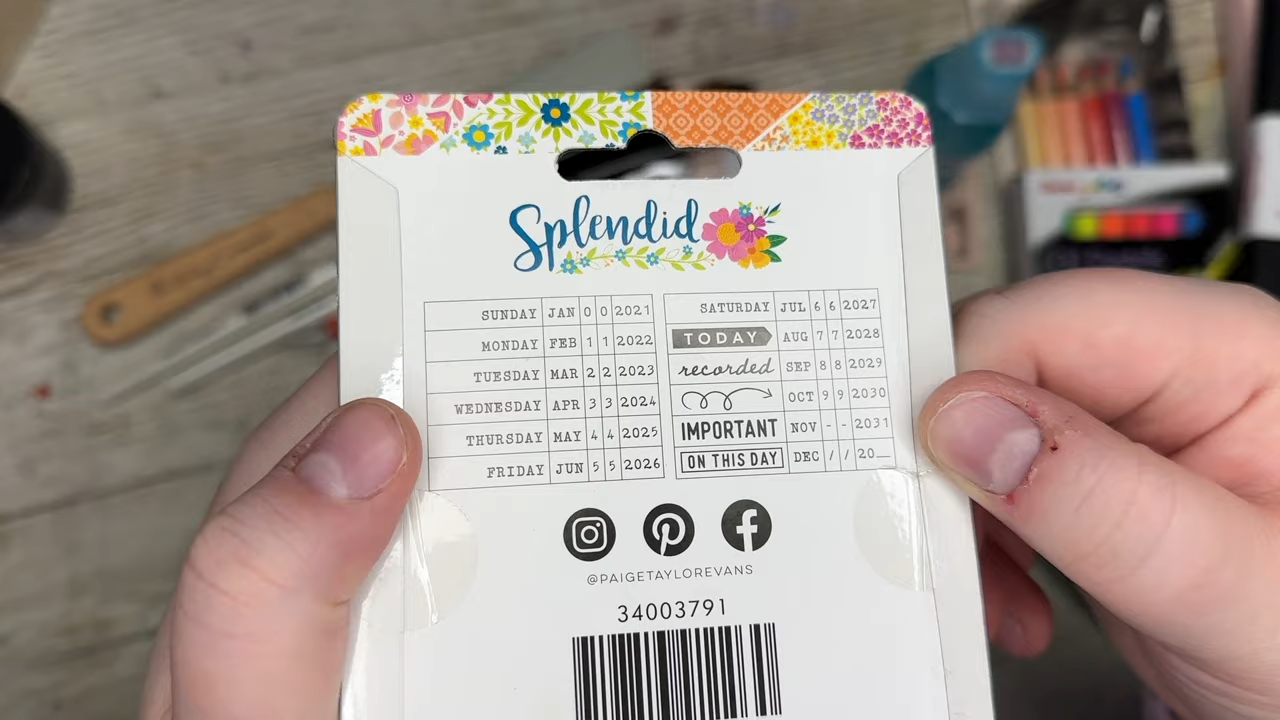 Splendid
SUNDAY JAN 0 0 2021
MONDAY FEB 1 1 2022
TUESDAY MAR 2 2 2023
WEDNESDAY APR 3 3 2024
THURSDAY MAY 4 4 2025
FRIDAY JUN 5 5 2026
SATURDAY JUL 6 6 2027
TODAY AUG 7 7 2028
recorded SEP 8 8 2029
OCT 9 9 2030
IMPORTANT NOV - - 2031
ON THIS DAY DEC / / 20__
@PAIGETAYLOREVANS
34003791